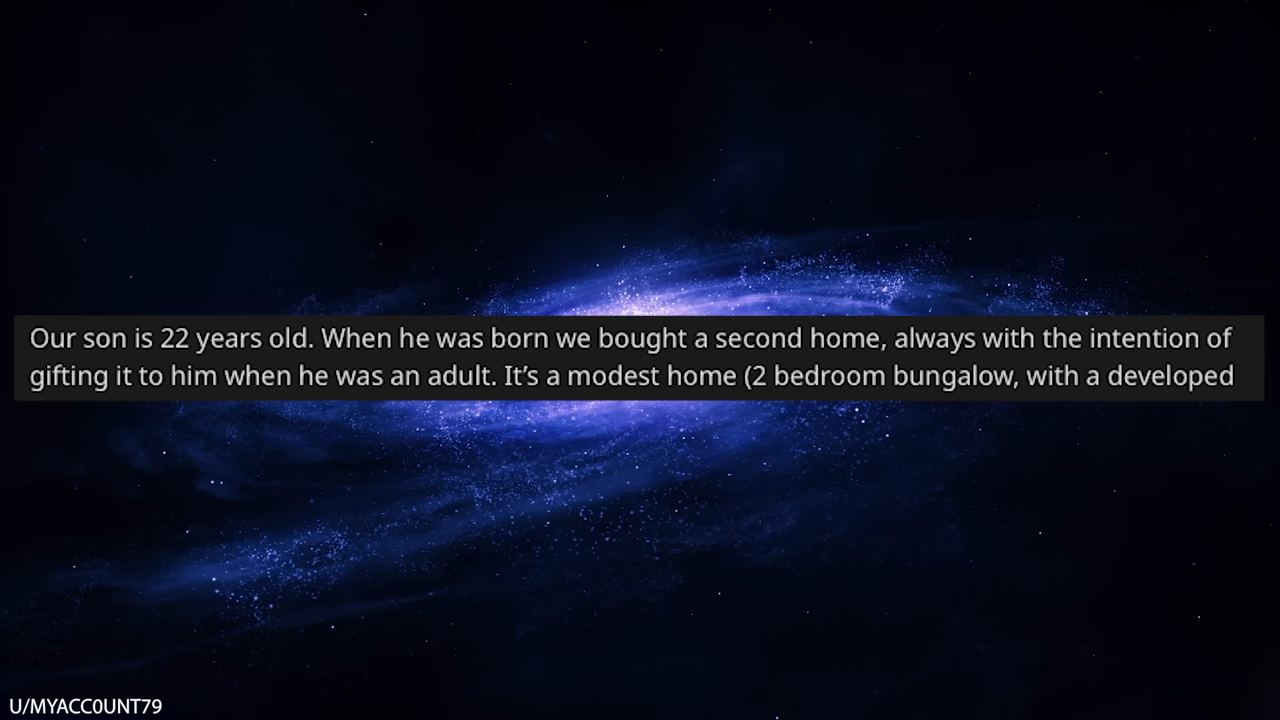 Our son is 22 years old. When he was born we bought a second home, always with the intention of
gifting it to him when he was an adult. It’s a modest home (2 bedroom bungalow, with a developed
U/MYACC0UNT79